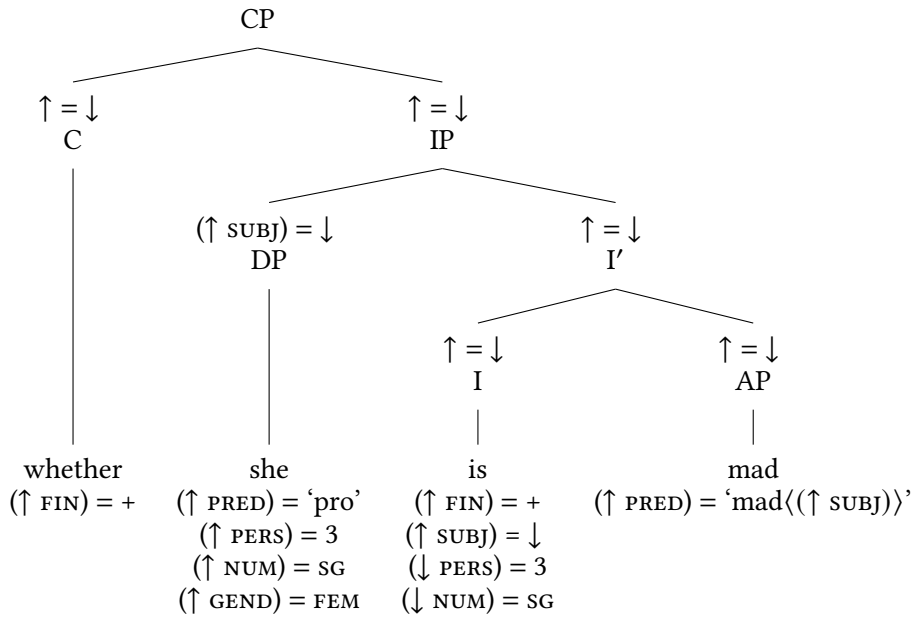 CP
↑ = ↓ ↑ = ↓
C IP
(↑ SUBJ) = ↓ ↑ = ↓
DP I′
↑ = ↓ ↑ = ↓
I AP
whether she is mad
(↑ FIN) = + (↑ PRED) = ‘pro’ (↑ FIN) = + (↑ PRED) = ‘mad⟨(↑ SUBJ)⟩’
(↑ PERS) = 3 (↑ SUBJ) = ↓
(↑ NUM) = SG (↓ PERS) = 3
(↑ GEND) = FEM (↓ NUM) = SG